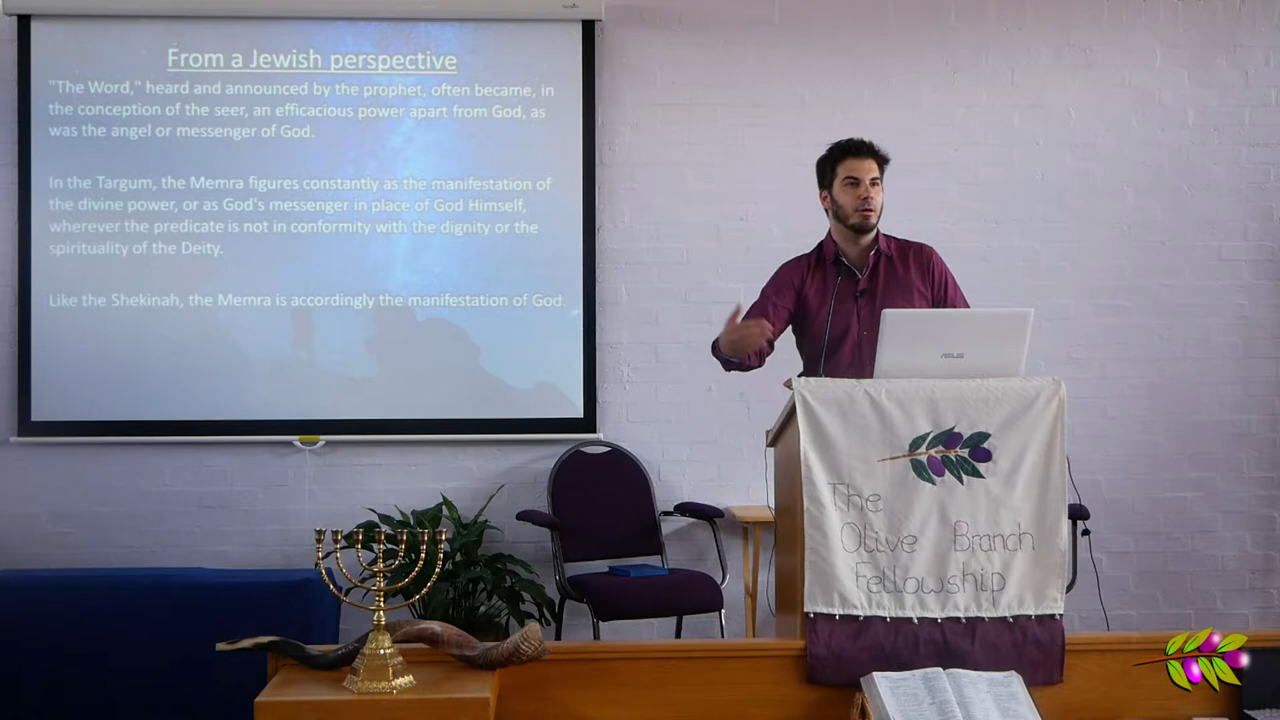 From a Jewish perspective
"The Word," heard and announced by the prophet, often became, in
the conception of the seer, an efficacious power apart from God, as
was the angel or messenger of God.
In the Targum, the Memra figures constantly as the manifestation of
the divine power, or as God's messenger in place of God Himself,
wherever the predicate is not in conformity with the dignity or the
spirituality of the Deity.
Like the Shekinah, the Memra is accordingly the manifestation of God.
ASUS
The
Olive Branch
Fellowship